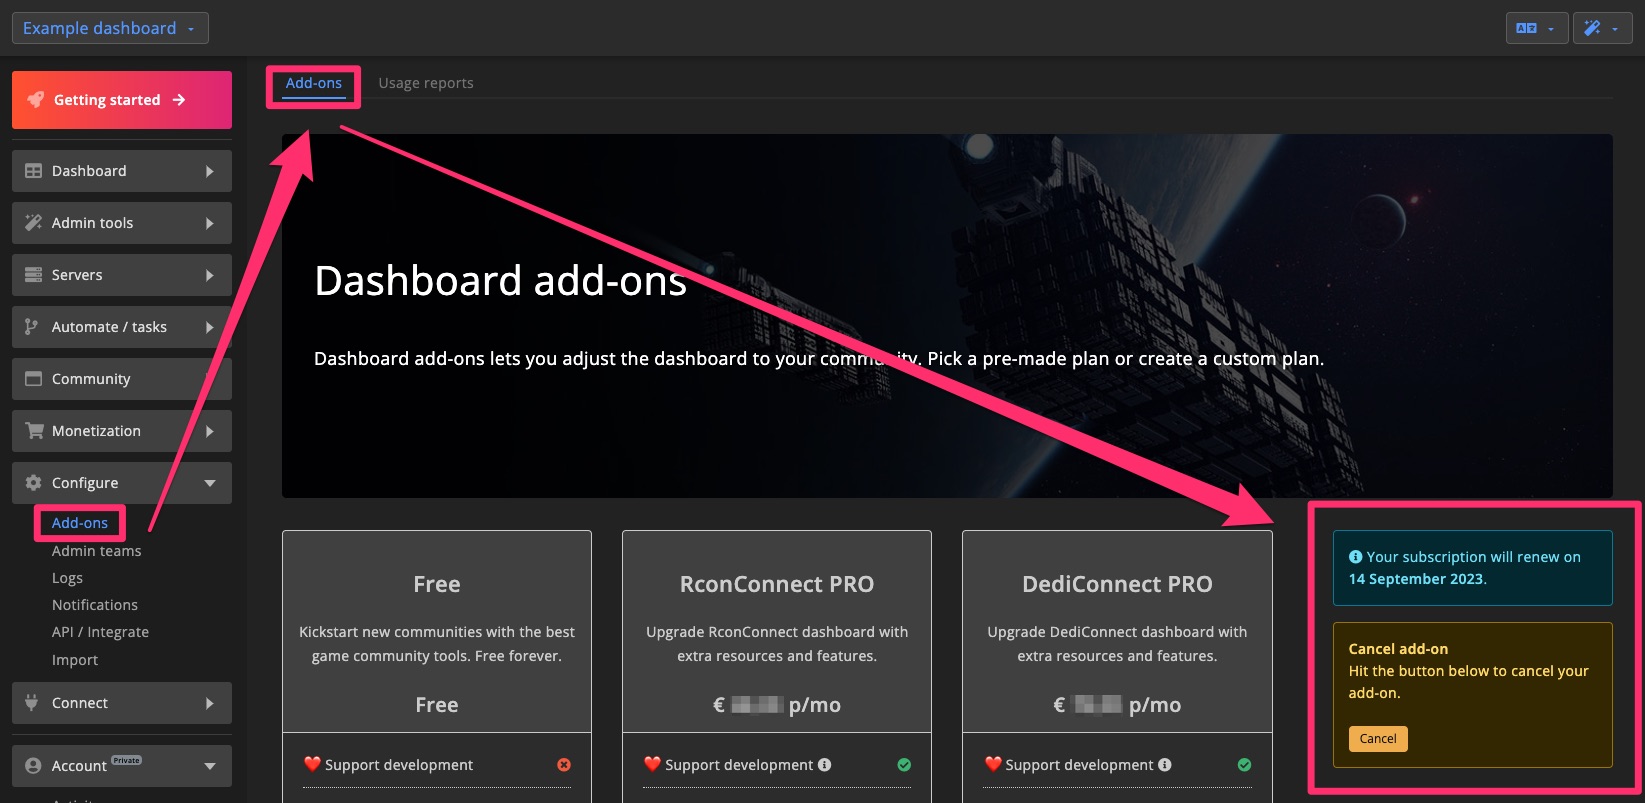 Example dashboard
Getting started
Dashboard
Admin tools
Servers
Automate / tasks
Community
Monetization
Configure
Add-ons
Admin teams
Logs
Notifications
API / Integrate
Import
Connect
Account Private
Add-ons
Usage reports
Dashboard add-ons
Dashboard add-ons lets you adjust the dashboard to your community. Pick a pre-made plan or create a custom plan.
Free
Kickstart new communities with the best
game community tools. Free forever.
Free
Support development
RconConnect PRO
Upgrade RconConnect dashboard with
extra resources and features.
€ p/mo
Support development
DediConnect PRO
Upgrade DediConnect dashboard with
extra resources and features.
€ p/mo
Support development
Your subscription will renew on
14 September 2023.
Cancel add-on
Hit the button below to cancel your
add-on.
Cancel